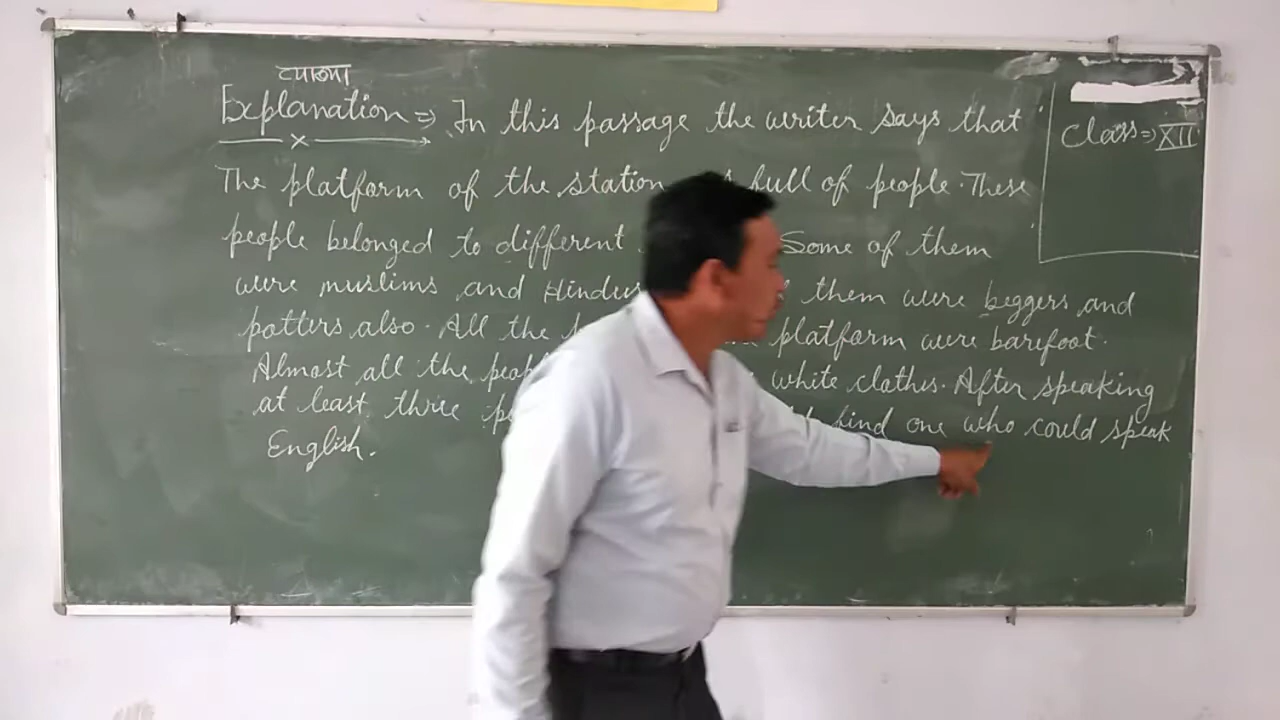 व्याख्या
Explanation ⇒ In this passage the writer says that
Class ⇒ XII
The platform of the station full of people. These
people belonged to different Some of them
were muslims and Hindus them were beggers and
potters also. All the platform were barefoot.
Almost all the white clothes. After speaking
at least three find one who could speak
English.